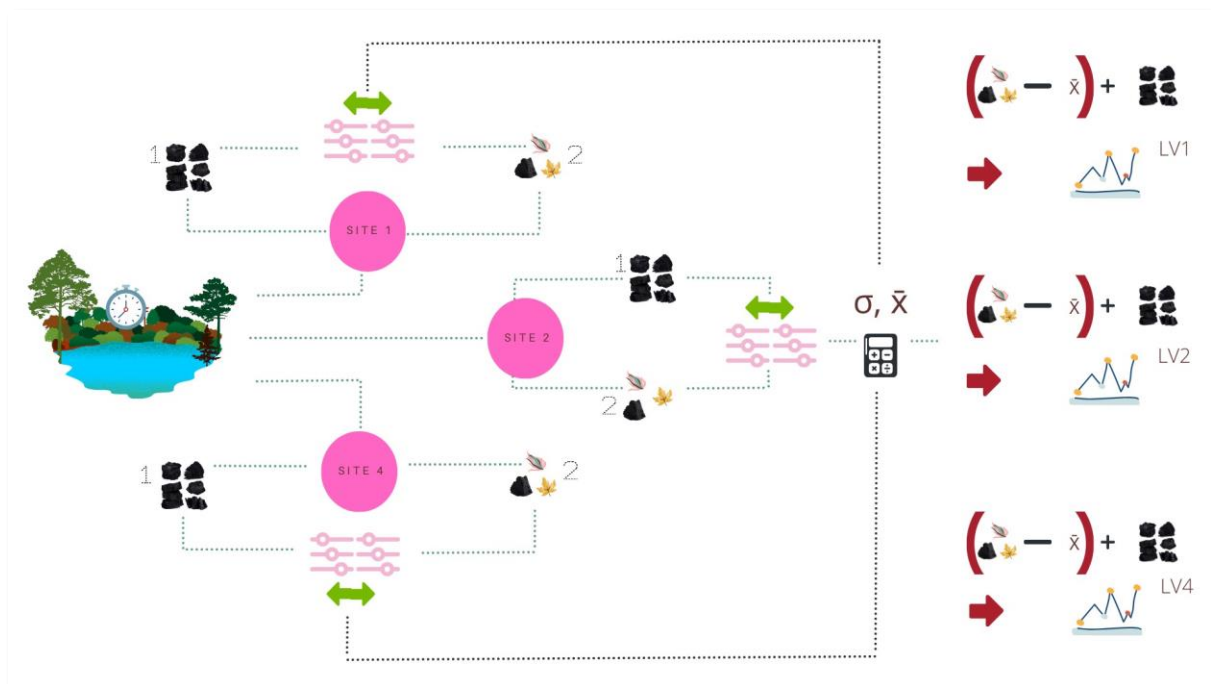 ( — x̄ ) +
LV1
1
2
SITE 1
1
SITE 2
2
σ, x̄
( — x̄ ) +
LV2
1
SITE 4
2
( — x̄ ) +
LV4